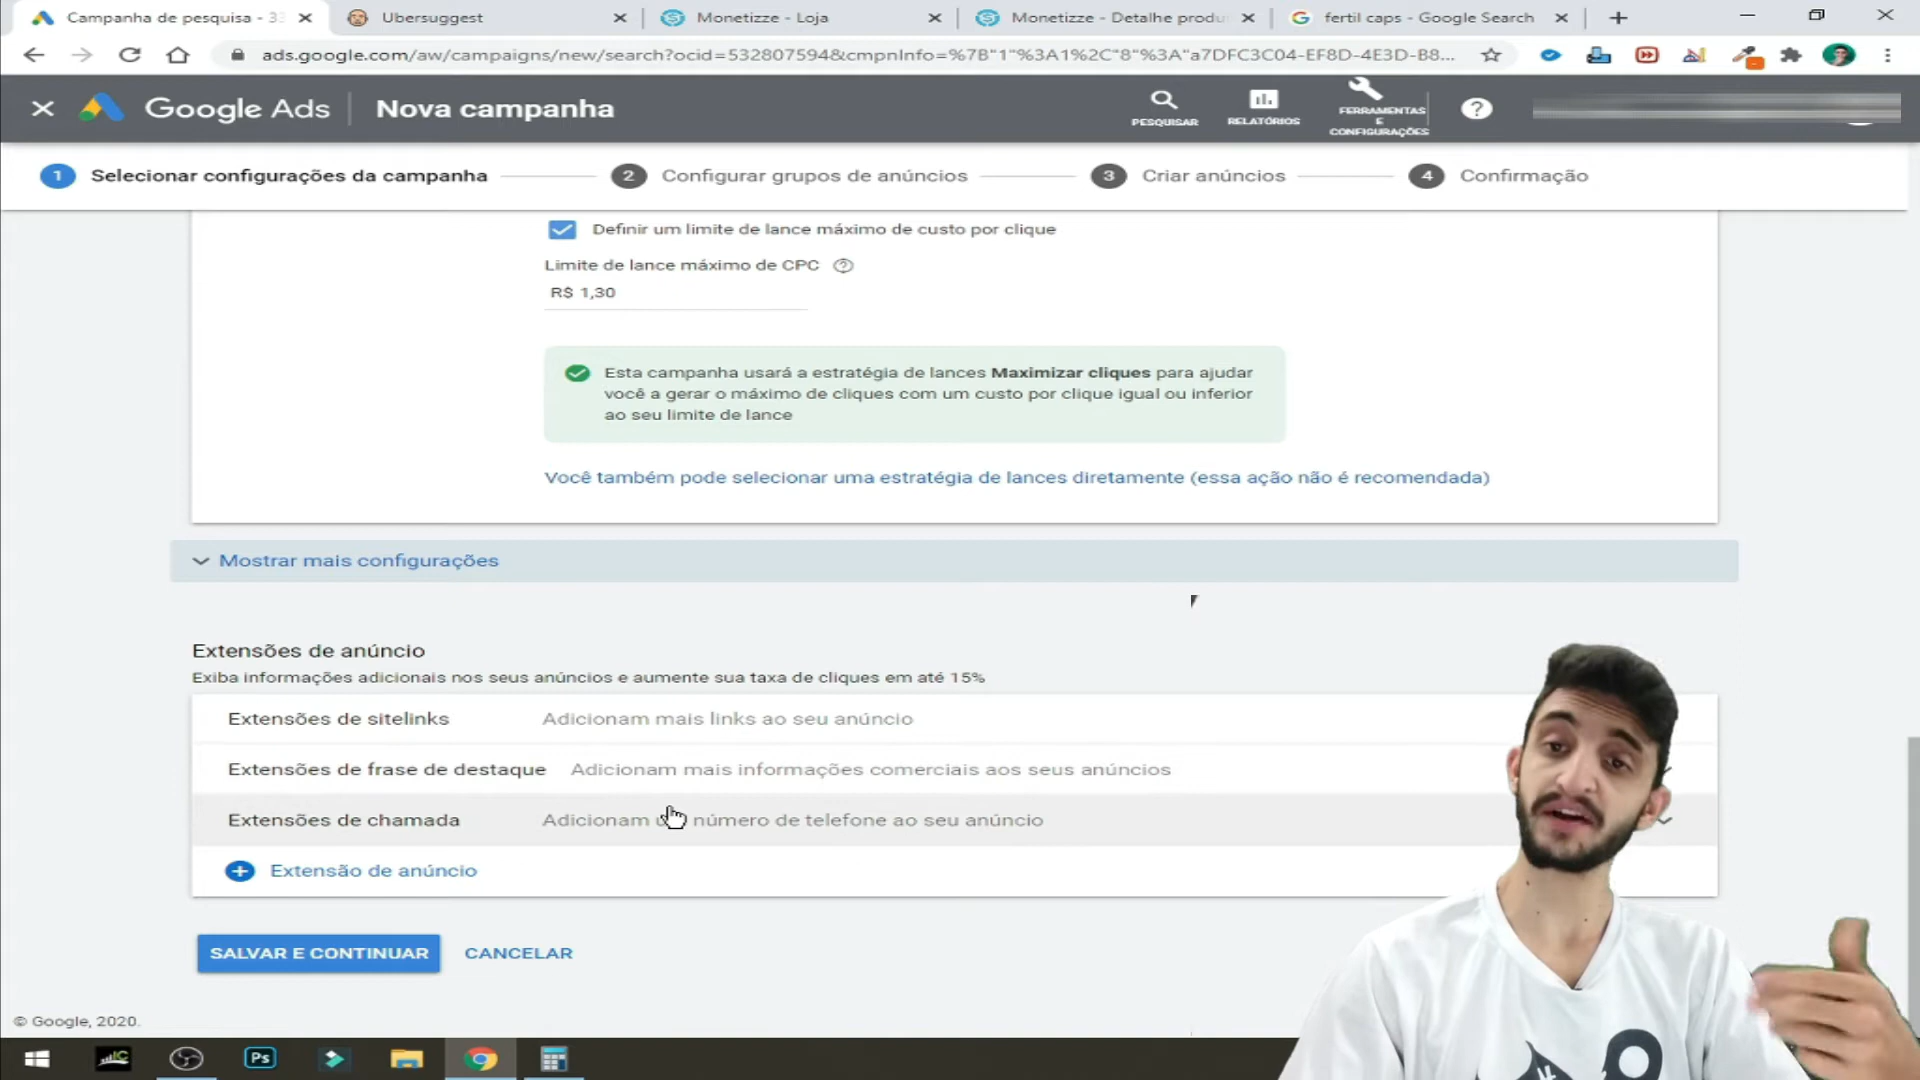 Campanha de pesquisa - 33
Ubersuggest
Monetizze - Loja
Monetizze - Detalhe produ
fertil caps - Google Search
ads.google.com/aw/campaigns/new/search?ocid=532807594&cmpnInfo=%7B"1"%3A1%2C"8"%3A"a7DFC3C04-EF8D-4E3D-B8...
Google Ads
Nova campanha
PESQUISAR
RELATÓRIOS
FERRAMENTAS
E
CONFIGURAÇÕES
1 Selecionar configurações da campanha
2 Configurar grupos de anúncios
3 Criar anúncios
4 Confirmação
Definir um limite de lance máximo de custo por clique
Limite de lance máximo de CPC
R$ 1,30
Esta campanha usará a estratégia de lances Maximizar cliques para ajudar
você a gerar o máximo de cliques com um custo por clique igual ou inferior
ao seu limite de lance
Você também pode selecionar uma estratégia de lances diretamente (essa ação não é recomendada)
Mostrar mais configurações
Extensões de anúncio
Exiba informações adicionais nos seus anúncios e aumente sua taxa de cliques em até 15%
Extensões de sitelinks Adicionam mais links ao seu anúncio
Extensões de frase de destaque Adicionam mais informações comerciais aos seus anúncios
Extensões de chamada Adicionam número de telefone ao seu anúncio
Extensão de anúncio
SALVAR E CONTINUAR
CANCELAR
© Google, 2020.
Ps